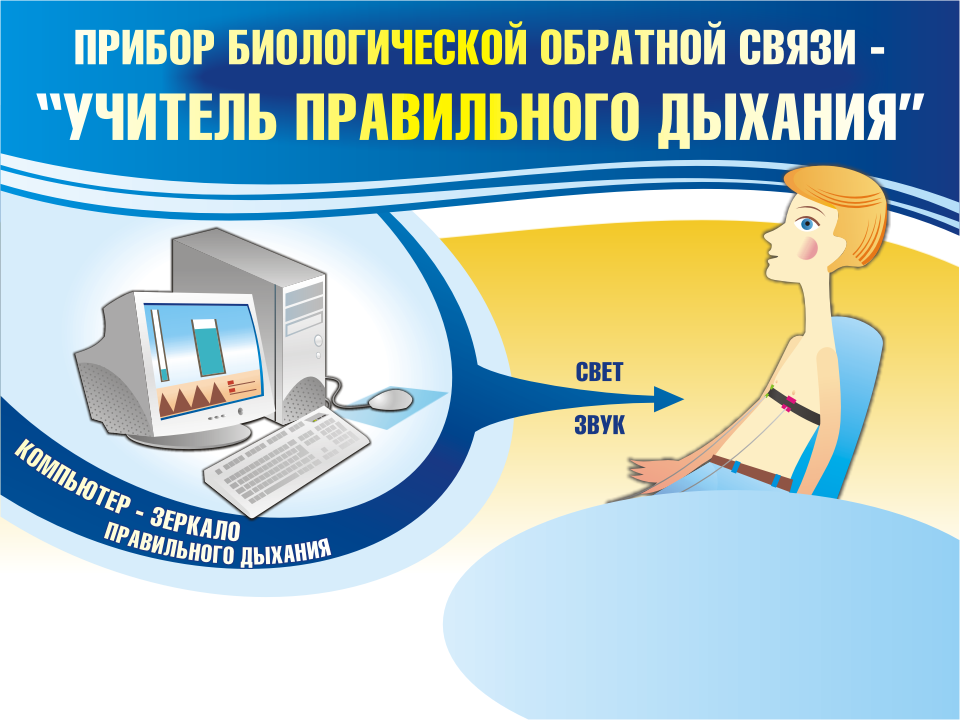 ПРИБОР БИОЛОГИЧЕСКОЙ ОБРАТНОЙ СВЯЗИ -
“УЧИТЕЛЬ ПРАВИЛЬНОГО ДЫХАНИЯ”
СВЕТ
ЗВУК
КОМПЬЮТЕР - ЗЕРКАЛО
ПРАВИЛЬНОГО ДЫХАНИЯ